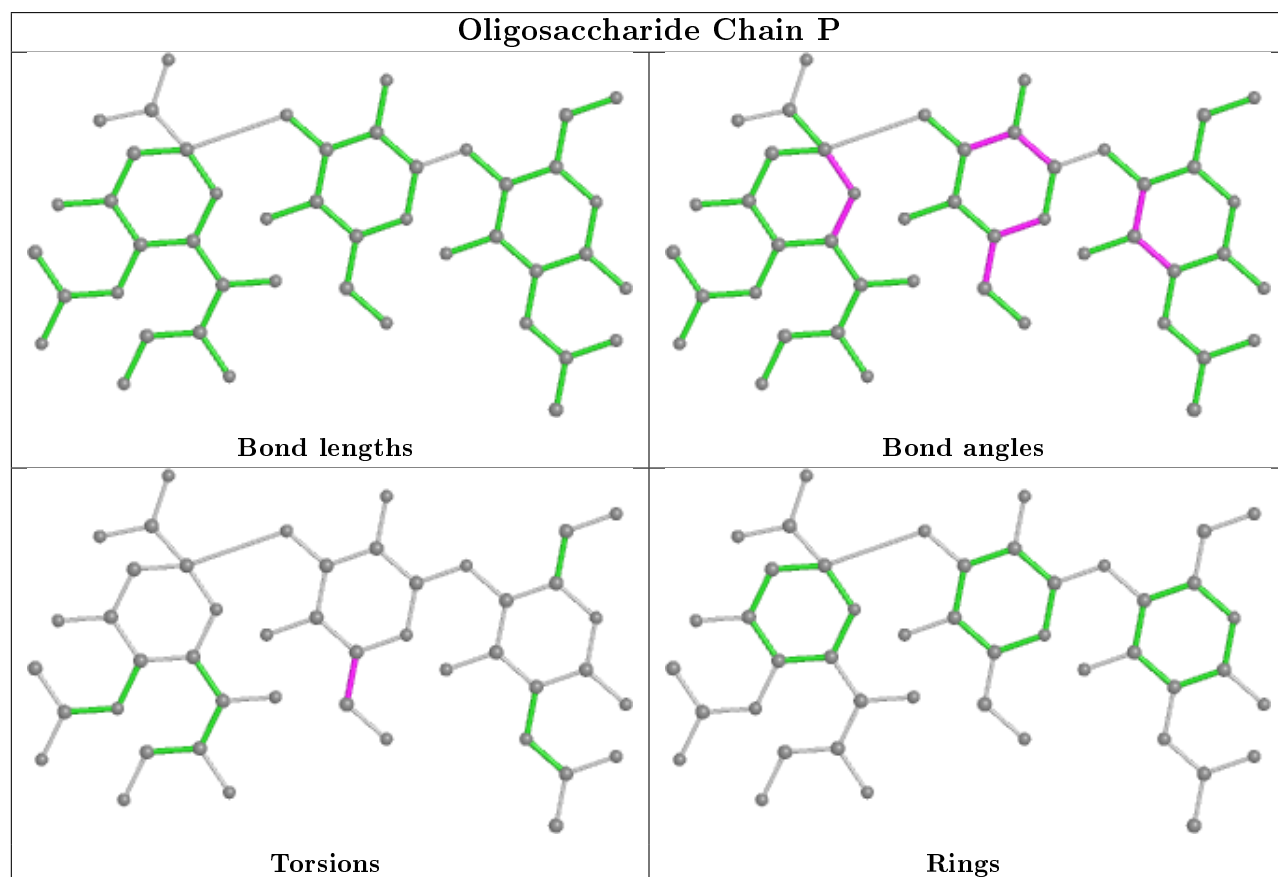 Oligosaccharide Chain P
Bond lengths
Bond angles
Torsions
Rings